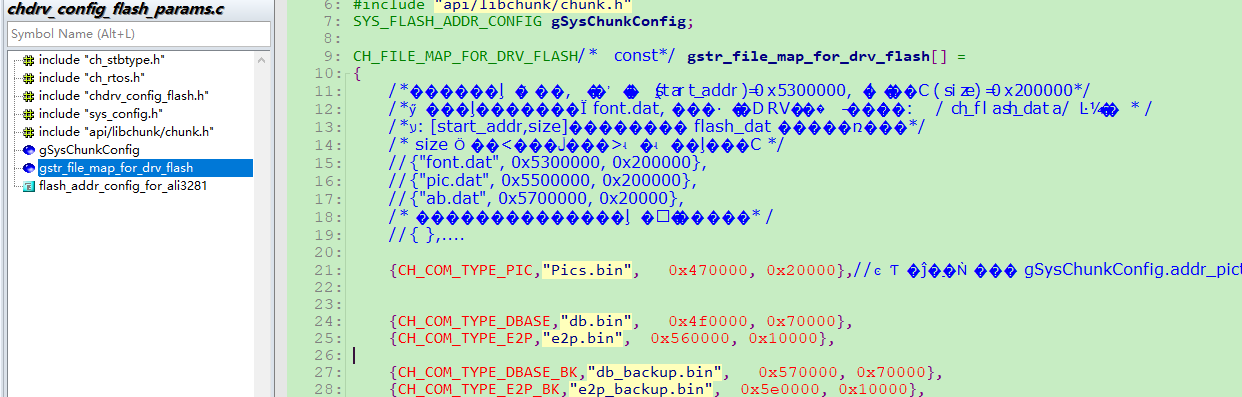 chdrv_config_flash_params.c
Symbol Name (Alt+L)
include "ch_stbtype.h"
include "ch_rtos.h"
include "chdrv_config_flash.h"
include "sys_config.h"
include "api/libchunk/chunk.h"
gSysChunkConfig
gstr_file_map_for_drv_flash
flash_addr_config_for_ali3281
6: #include "api/libchunk/chunk.h"
7: SYS_FLASH_ADDR_CONFIG gSysChunkConfig;
8:
9: CH_FILE_MAP_FOR_DRV_FLASH/* const*/ gstr_file_map_for_drv_flash[] =
10: {
11: /* (start_addr)=0x5300000, (size)=0x200000*/
12: /* font.dat, DRV : /ch_flash_data/ */
13: /* : [start_addr,size] flash_dat */
14: /* size */
15: //{"font.dat", 0x5300000, 0x200000},
16: //{"pic.dat", 0x5500000, 0x200000},
17: //{"ab.dat", 0x5700000, 0x20000},
18: /* */
19: //{ },....
20:
21: {CH_COM_TYPE_PIC,"Pics.bin", 0x470000, 0x20000},// gSysChunkConfig.addr_pict
22:
23:
24: {CH_COM_TYPE_DBASE,"db.bin", 0x4f0000, 0x70000},
25: {CH_COM_TYPE_E2P,"e2p.bin", 0x560000, 0x10000},
26:
27: {CH_COM_TYPE_DBASE_BK,"db_backup.bin", 0x570000, 0x70000},
28: {CH_COM_TYPE_E2P_BK,"e2p_backup.bin", 0x5e0000, 0x10000},